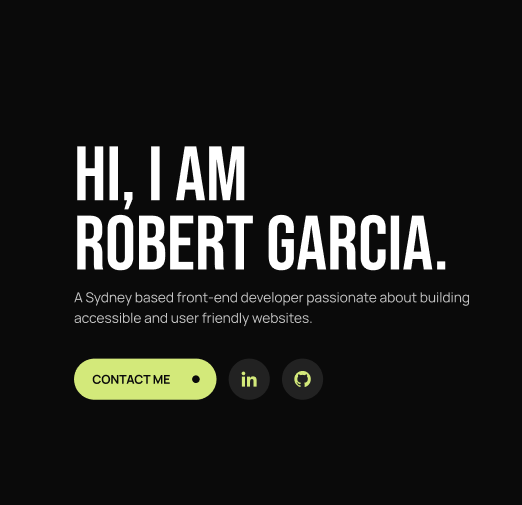 HI, I AM
ROBERT GARCIA.
A Sydney based front-end developer passionate about building
accessible and user friendly websites.
CONTACT ME
in